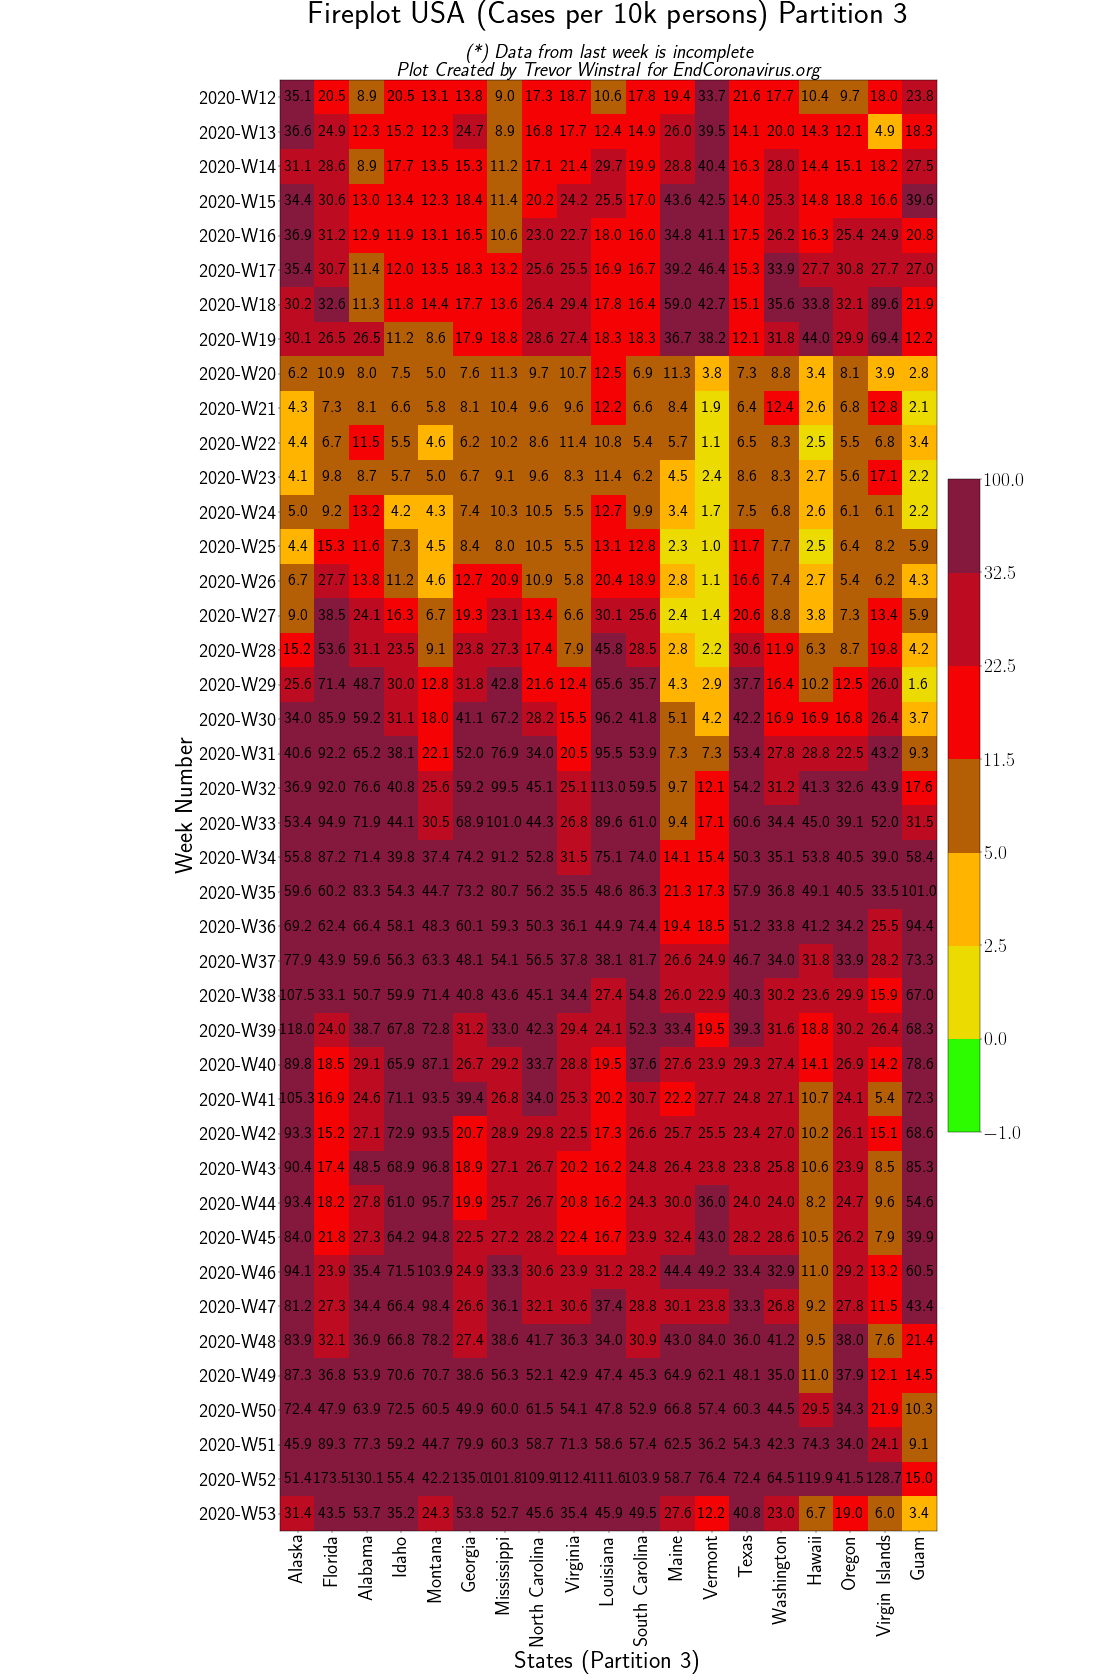 Fireplot USA (Cases per 10k persons) Partition 3
(*) Data from last week is incomplete
Plot Created by Trevor Winstral for EndCoronavirus.org
2020-W12 35.1 20.5 8.9 20.5 13.1 13.8 9.0 17.3 18.7 10.6 17.8 19.4 33.7 21.6 17.7 10.4 9.7 18.0 23.8
2020-W13 36.6 24.9 12.3 15.2 12.3 24.7 8.9 16.8 17.7 12.4 14.9 26.0 39.5 14.1 20.0 14.3 12.1 4.9 18.3
2020-W14 31.1 28.6 8.9 17.7 13.5 15.3 11.2 17.1 21.4 29.7 19.9 28.8 40.4 16.3 28.0 14.4 15.1 18.2 27.5
2020-W15 34.4 30.6 13.0 13.4 12.3 18.4 11.4 20.2 24.2 25.5 17.0 43.6 42.5 14.0 25.3 14.8 18.8 16.6 39.6
2020-W16 36.9 31.2 12.9 11.9 13.1 16.5 10.6 23.0 22.7 18.0 16.0 34.8 41.1 17.5 26.2 16.3 25.4 24.9 20.8
2020-W17 35.4 30.7 11.4 12.0 13.5 18.3 13.2 25.6 25.5 16.9 16.7 39.2 46.4 15.3 33.9 27.7 30.8 27.7 27.0
2020-W18 30.2 32.6 11.3 11.8 14.4 17.7 13.6 26.4 29.4 17.8 16.4 59.0 42.7 15.1 35.6 33.8 32.1 89.6 21.9
2020-W19 30.1 26.5 26.5 11.2 8.6 17.9 18.8 28.6 27.4 18.3 18.3 36.7 38.2 12.1 31.8 44.0 29.9 69.4 12.2
2020-W20 6.2 10.9 8.0 7.5 5.0 7.6 11.3 9.7 10.7 12.5 6.9 11.3 3.8 7.3 8.8 3.4 8.1 3.9 2.8
2020-W21 4.3 7.3 8.1 6.6 5.8 8.1 10.4 9.6 9.6 12.2 6.6 8.4 1.9 6.4 12.4 2.6 6.8 12.8 2.1
2020-W22 4.4 6.7 11.5 5.5 4.6 6.2 10.2 8.6 11.4 10.8 5.4 5.7 1.1 6.5 8.3 2.5 5.5 6.8 3.4
2020-W23 4.1 9.8 8.7 5.7 5.0 6.7 9.1 9.6 8.3 11.4 6.2 4.5 2.4 8.6 8.3 2.7 5.6 17.1 2.2
2020-W24 5.0 9.2 13.2 4.2 4.3 7.4 10.3 10.5 5.5 12.7 9.9 3.4 1.7 7.5 6.8 2.6 6.1 6.1 2.2
2020-W25 4.4 15.3 11.6 7.3 4.5 8.4 8.0 10.5 5.5 13.1 12.8 2.3 1.0 11.7 7.7 2.5 6.4 8.2 5.9
2020-W26 6.7 27.7 13.8 11.2 4.6 12.7 20.9 10.9 5.8 20.4 18.9 2.8 1.1 16.6 7.4 2.7 5.4 6.2 4.3
2020-W27 9.0 38.5 24.1 16.3 6.7 19.3 23.1 13.4 6.6 30.1 25.6 2.4 1.4 20.6 8.8 3.8 7.3 13.4 5.9
2020-W28 15.2 53.6 31.1 23.5 9.1 23.8 27.3 17.4 7.9 45.8 28.5 2.8 2.2 30.6 11.9 6.3 8.7 19.8 4.2
2020-W29 25.6 71.4 48.7 30.0 12.8 31.8 42.8 21.6 12.4 65.6 35.7 4.3 2.9 37.7 16.4 10.2 12.5 26.0 1.6
2020-W30 34.0 85.9 59.2 31.1 18.0 41.1 67.2 28.2 15.5 96.2 41.8 5.1 4.2 42.2 16.9 16.9 16.8 26.4 3.7
2020-W31 40.6 92.2 65.2 38.1 22.1 52.0 76.9 34.0 20.5 95.5 53.9 7.3 7.3 53.4 27.8 28.8 22.5 43.2 9.3
2020-W32 36.9 92.0 76.6 40.8 25.6 59.2 99.5 45.1 25.1 113.0 59.5 9.7 12.1 54.2 31.2 41.3 32.6 43.9 17.6
2020-W33 53.4 94.9 71.9 44.1 30.5 68.9 101.0 44.3 26.8 89.6 61.0 9.4 17.1 60.6 34.4 45.0 39.1 52.0 31.5
2020-W34 55.8 87.2 71.4 39.8 37.4 74.2 91.2 52.8 31.5 75.1 74.0 14.1 15.4 50.3 35.1 53.8 40.5 39.0 58.4
2020-W35 59.6 60.2 83.3 54.3 44.7 73.2 80.7 56.2 35.5 48.6 86.3 21.3 17.3 57.9 36.8 49.1 40.5 33.5 101.0
2020-W36 69.2 62.4 66.4 58.1 48.3 60.1 59.3 50.3 36.1 44.9 74.4 19.4 18.5 51.2 33.8 41.2 34.2 25.5 94.4
2020-W37 77.9 43.9 59.6 56.3 63.3 48.1 54.1 56.5 37.8 38.1 81.7 26.6 24.9 46.7 34.0 31.8 33.9 28.2 73.3
2020-W38 107.5 33.1 50.7 59.9 71.4 40.8 43.6 45.1 34.4 27.4 54.8 26.0 22.9 40.3 30.2 23.6 29.9 15.9 67.0
2020-W39 118.0 24.0 38.7 67.8 72.8 31.2 33.0 42.3 29.4 24.1 52.3 33.4 19.5 39.3 31.6 18.8 30.2 26.4 68.3
2020-W40 89.8 18.5 29.1 65.9 87.1 26.7 29.2 33.7 28.8 19.5 37.6 27.6 23.9 29.3 27.4 14.1 26.9 14.2 78.6
2020-W41 105.3 16.9 24.6 71.1 93.5 39.4 26.8 34.0 25.3 20.2 30.7 22.2 27.7 24.8 27.1 10.7 24.1 5.4 72.3
2020-W42 93.3 15.2 27.1 72.9 93.5 20.7 28.9 29.8 22.5 17.3 26.6 25.7 25.5 23.4 27.0 10.2 26.1 15.1 68.6
2020-W43 90.4 17.4 48.5 68.9 96.8 18.9 27.1 26.7 20.2 16.2 24.8 26.4 23.8 23.8 25.8 10.6 23.9 8.5 85.3
2020-W44 93.4 18.2 27.8 61.0 95.7 19.9 25.7 26.7 20.8 16.2 24.3 30.0 36.0 24.0 24.0 8.2 24.7 9.6 54.6
2020-W45 84.0 21.8 27.3 64.2 94.8 22.5 27.2 28.2 22.4 16.7 23.9 32.4 43.0 28.2 28.6 10.5 26.2 7.9 39.9
2020-W46 94.1 23.9 35.4 71.5 103.9 24.9 33.3 30.6 23.9 31.2 28.2 44.4 49.2 33.4 32.9 11.0 29.2 13.2 60.5
2020-W47 81.2 27.3 34.4 66.4 98.4 26.6 36.1 32.1 30.6 37.4 28.8 30.1 23.8 33.3 26.8 9.2 27.8 11.5 43.4
2020-W48 83.9 32.1 36.9 66.8 78.2 27.4 38.6 41.7 36.3 34.0 30.9 43.0 84.0 36.0 41.2 9.5 38.0 7.6 21.4
2020-W49 87.3 36.8 53.9 70.6 70.7 38.6 56.3 52.1 42.9 47.4 45.3 64.9 62.1 48.1 35.0 11.0 37.9 12.1 14.5
2020-W50 72.4 47.9 63.9 72.5 60.5 49.9 60.0 61.5 54.1 47.8 52.9 66.8 57.4 60.3 44.5 29.5 34.3 21.9 10.3
2020-W51 45.9 89.3 77.3 59.2 44.7 79.9 60.3 58.7 71.3 58.6 57.4 62.5 36.2 54.3 42.3 74.3 34.0 24.1 9.1
2020-W52 51.4 173.5 130.1 55.4 42.2 135.0 101.8 109.9 112.4 111.6 103.9 58.7 76.4 72.4 64.5 119.9 41.5 128.7 15.0
2020-W53 31.4 43.5 53.7 35.2 24.3 53.8 52.7 45.6 35.4 45.9 49.5 27.6 12.2 40.8 23.0 6.7 19.0 6.0 3.4
Week Number
Alaska
Florida
Alabama
Idaho
Montana
Georgia
Mississippi
North Carolina
Virginia
Louisiana
South Carolina
Maine
Vermont
Texas
Washington
Hawaii
Oregon
Virgin Islands
Guam
States (Partition 3)
100.0
32.5
22.5
11.5
5.0
2.5
0.0
−1.0